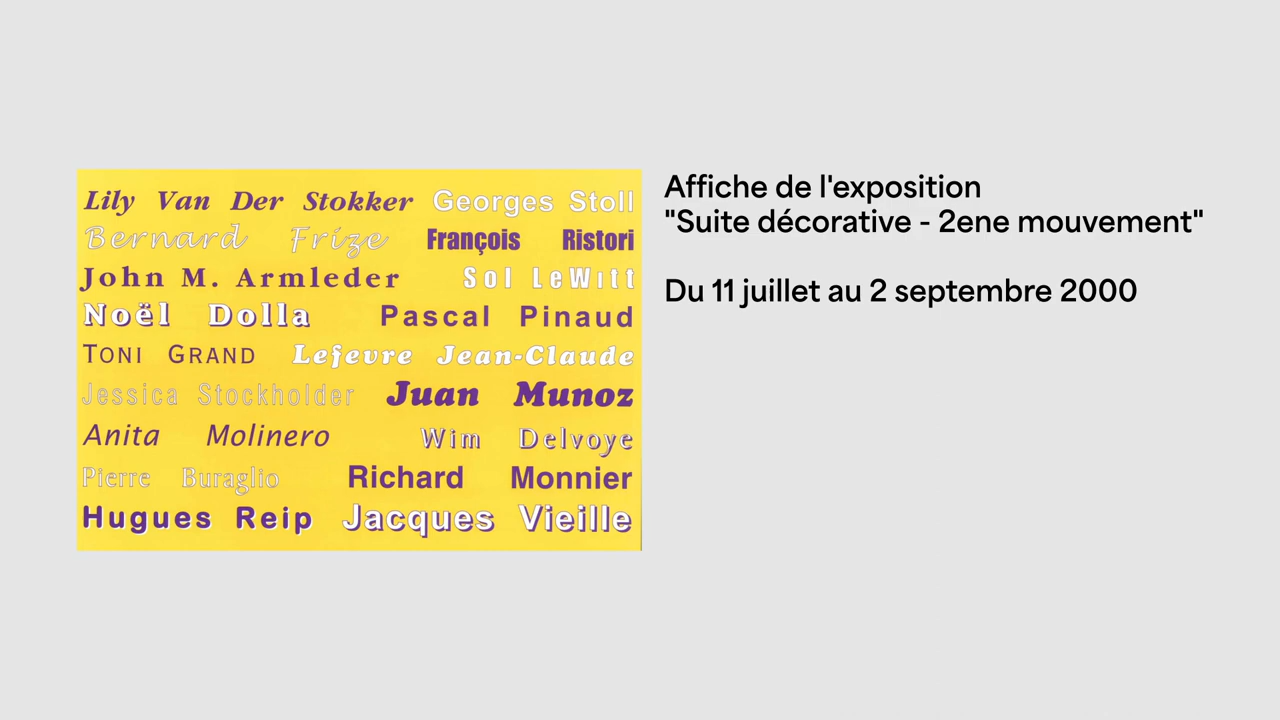 Lily Van Der Stokker Georges Stoll
Bernard Frize François Ristori
John M. Armleder Sol LeWitt
Noël Dolla Pascal Pinaud
Toni Grand Lefevre Jean-Claude
Jessica Stockholder Juan Munoz
Anita Molinero Wim Delvoye
Pierre Buraglio Richard Monnier
Hugues Reip Jacques Vieille
Affiche de l'exposition
"Suite décorative - 2ene mouvement"
Du 11 juillet au 2 septembre 2000